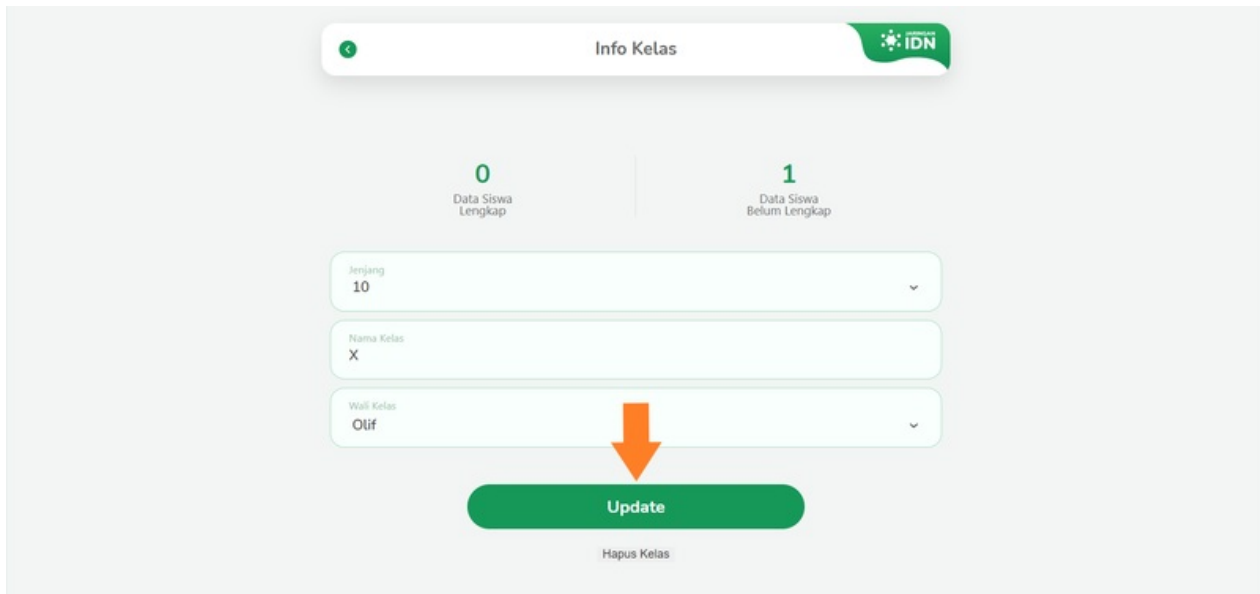 Info Kelas
JARINGAN
IDN
0
Data Siswa
Lengkap
1
Data Siswa
Belum Lengkap
Jenjang
10
Nama Kelas
X
Wali Kelas
Olif
Update
Hapus Kelas